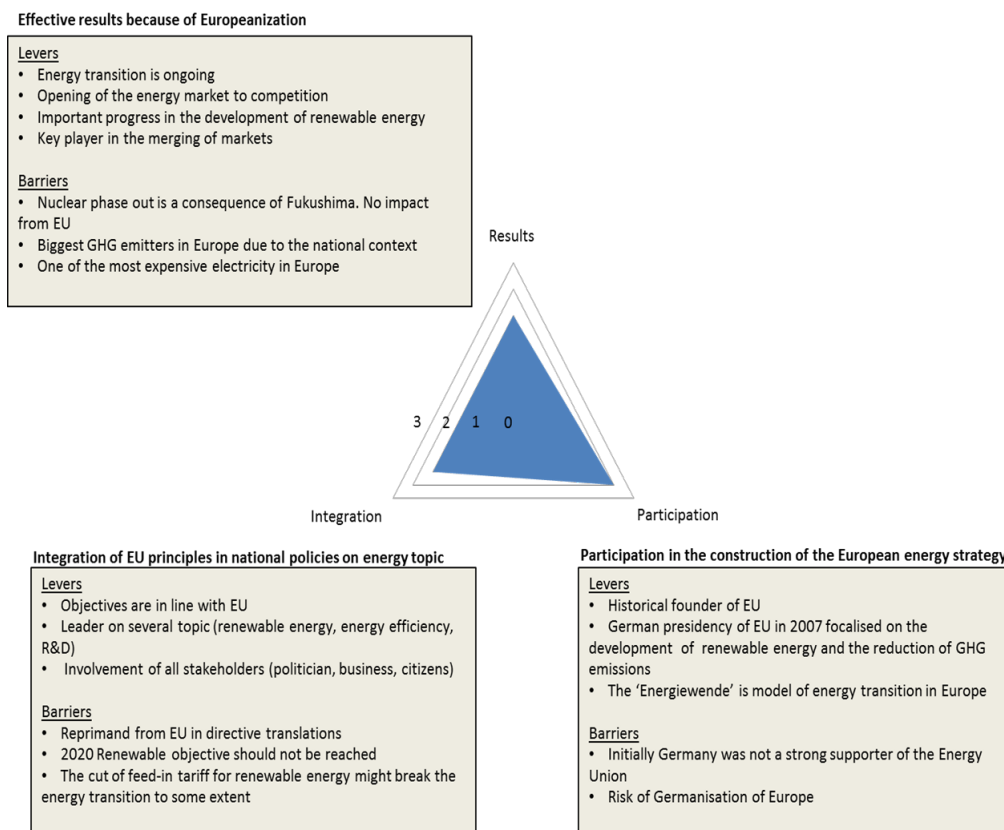 Effective results because of Europeanization
Levers
• Energy transition is ongoing
• Opening of the energy market to competition
• Important progress in the development of renewable energy
• Key player in the merging of markets
Barriers
• Nuclear phase out is a consequence of Fukushima. No impact
from EU
• Biggest GHG emitters in Europe due to the national context
• One of the most expensive electricity in Europe
Results
3 2 1 0
Integration
Participation
Integration of EU principles in national policies on energy topic
Levers
• Objectives are in line with EU
• Leader on several topic (renewable energy, energy efficiency,
R&D)
• Involvement of all stakeholders (politician, business, citizens)
Barriers
• Reprimand from EU in directive translations
• 2020 Renewable objective should not be reached
• The cut of feed-in tariff for renewable energy might break the
energy transition to some extent
Participation in the construction of the European energy strategy
Levers
• Historical founder of EU
• German presidency of EU in 2007 focalised on the
development of renewable energy and the reduction of GHG
emissions
• The ‘Energiewende’ is model of energy transition in Europe
Barriers
• Initially Germany was not a strong supporter of the Energy
Union
• Risk of Germanisation of Europe